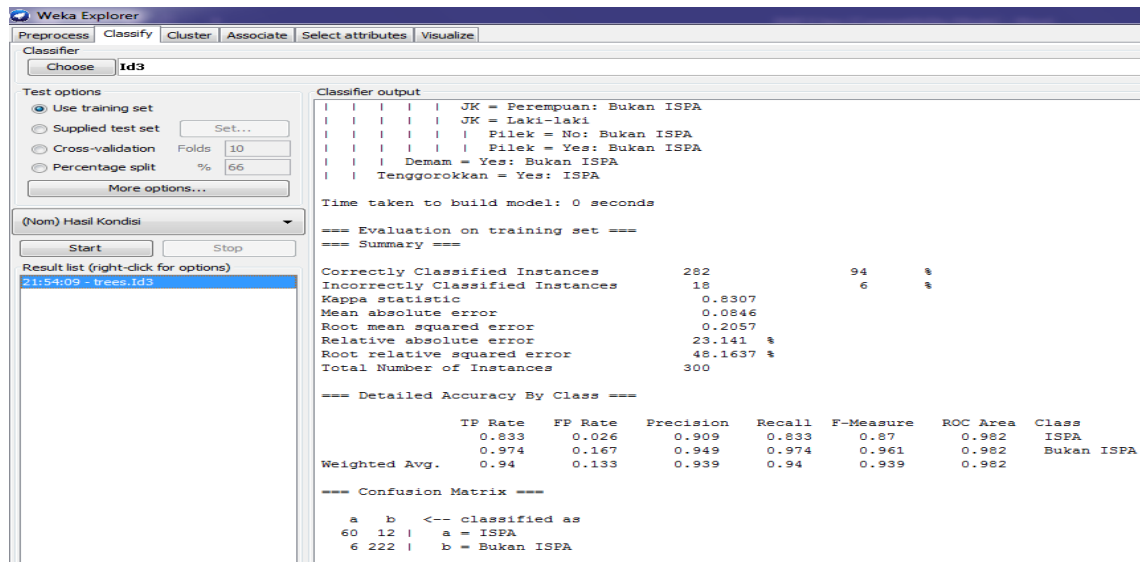 Weka Explorer
Preprocess Classify Cluster Associate Select attributes Visualize
Classifier
Choose Id3
Test options
Use training set
Supplied test set Set...
Cross-validation Folds 10
Percentage split % 66
More options...
(Nom) Hasil Kondisi
Start Stop
Result list (right-click for options)
21:54:09 - trees.Id3
Classifier output
| | | | | JK = Perempuan: Bukan ISPA
| | | | | JK = Laki-laki
| | | | | | Pilek = No: Bukan ISPA
| | | | | | Pilek = Yes: Bukan ISPA
| | | Demam = Yes: Bukan ISPA
| | Tenggorokkan = Yes: ISPA
Time taken to build model: 0 seconds
=== Evaluation on training set ===
=== Summary ===
Correctly Classified Instances 282 94 %
Incorrectly Classified Instances 18 6 %
Kappa statistic 0.8307
Mean absolute error 0.0846
Root mean squared error 0.2057
Relative absolute error 23.141 %
Root relative squared error 48.1637 %
Total Number of Instances 300
=== Detailed Accuracy By Class ===
TP Rate FP Rate Precision Recall F-Measure ROC Area Class
0.833 0.026 0.909 0.833 0.87 0.982 ISPA
0.974 0.167 0.949 0.974 0.961 0.982 Bukan ISPA
Weighted Avg. 0.94 0.133 0.939 0.94 0.939 0.982
=== Confusion Matrix ===
a b <-- classified as
60 12 | a = ISPA
6 222 | b = Bukan ISPA